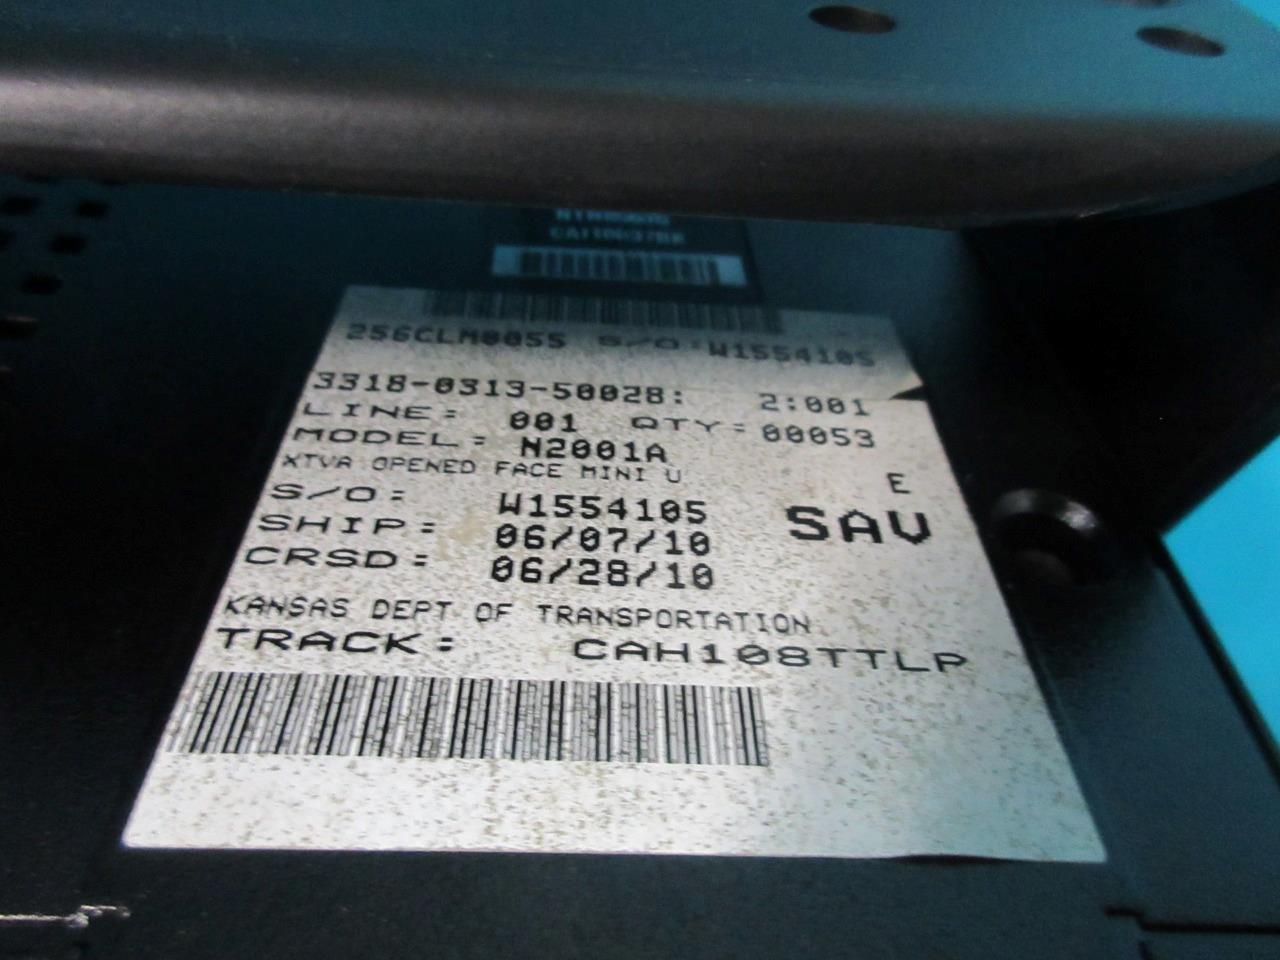 256CLM0055 S/O:W1554105
3318-0313-50028: 2:001
LINE= 001 QTY= 00053
MODEL= N2001A
XTVA OPENED FACE MINI U
E
S/O: W1554105
SAV
SHIP: 06/07/10
CRSD: 06/28/10
KANSAS DEPT OF TRANSPORTATION
TRACK: CAH108TTLP